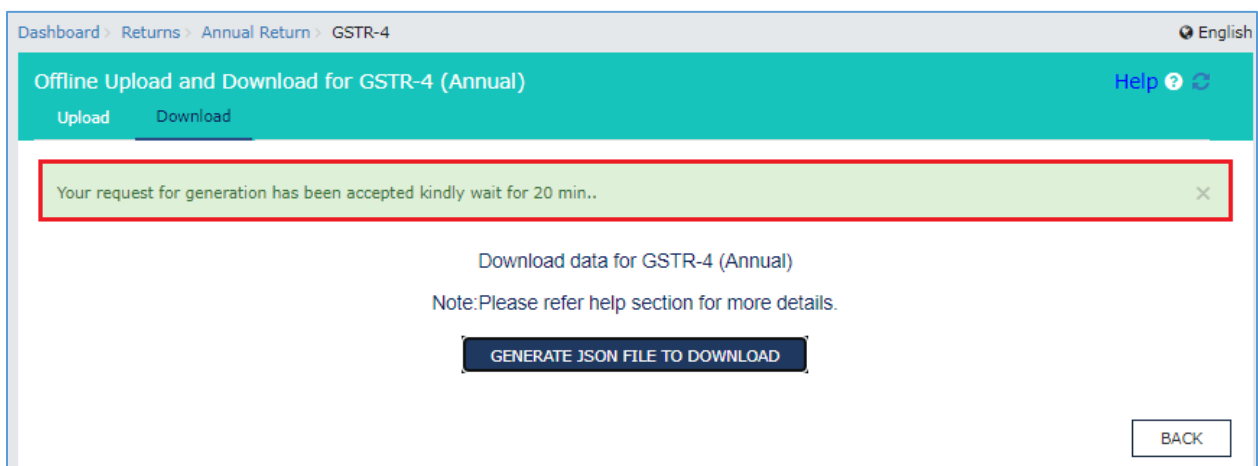 Dashboard > Returns > Annual Return > GSTR-4 English
Offline Upload and Download for GSTR-4 (Annual) Help ?
Upload Download
Your request for generation has been accepted kindly wait for 20 min.. ×
Download data for GSTR-4 (Annual)
Note:Please refer help section for more details.
GENERATE JSON FILE TO DOWNLOAD
BACK